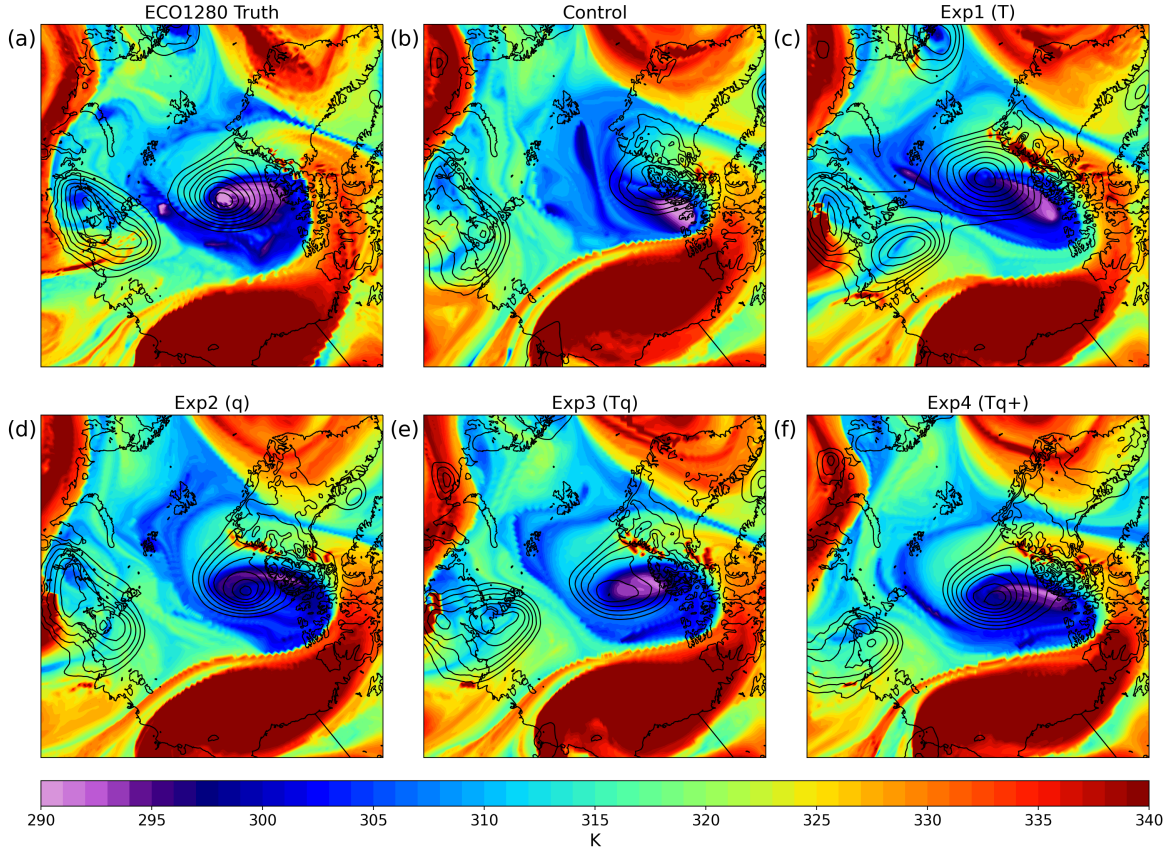 ECO1280 Truth
Control
Exp1 (T)
(a)
(b)
(c)
Exp2 (q)
Exp3 (Tq)
Exp4 (Tq+)
(d)
(e)
(f)
290 295 300 305 310 315 320 325 330 335 340
K